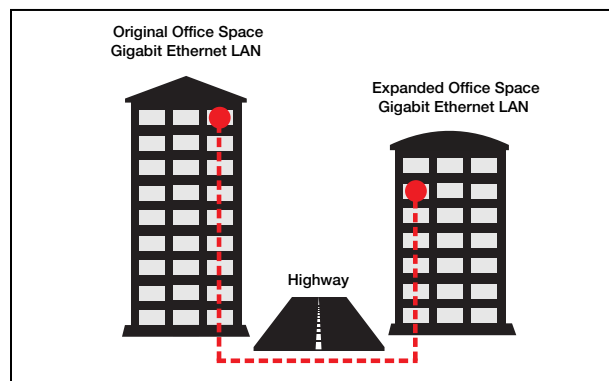 Original Office Space
Gigabit Ethernet LAN
Expanded Office Space
Gigabit Ethernet LAN
Highway